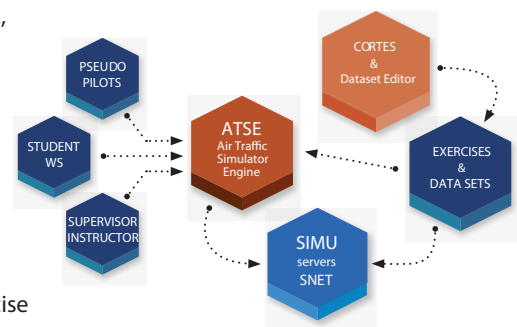 PSEUDO
PILOTS
STUDENT
WS
SUPERVISOR
INSTRUCTOR
ATSE
Air Traffic
Simulator
Engine
CORTES
&
Dataset Editor
EXERCISES
&
DATA SETS
SIMU
servers
SNET